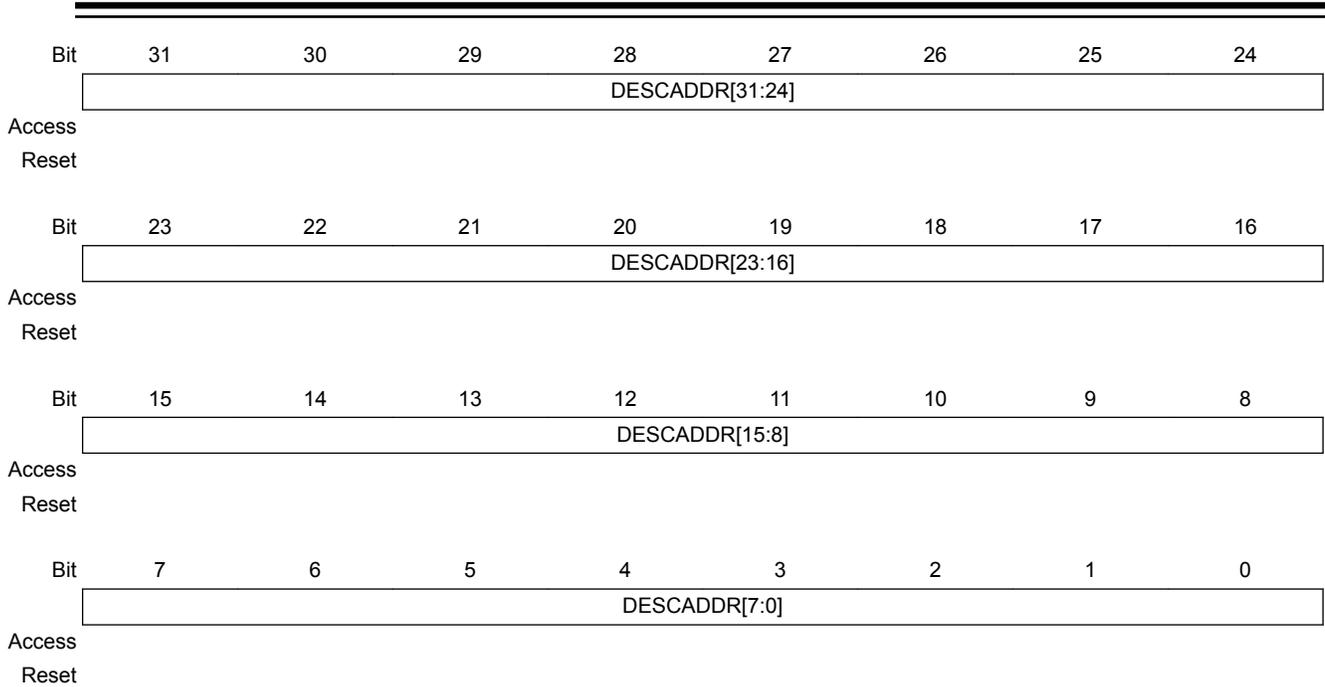 Bit 31 30 29 28 27 26 25 24
DESCADDR[31:24]
Access
Reset
Bit 23 22 21 20 19 18 17 16
DESCADDR[23:16]
Access
Reset
Bit 15 14 13 12 11 10 9 8
DESCADDR[15:8]
Access
Reset
Bit 7 6 5 4 3 2 1 0
DESCADDR[7:0]
Access
Reset